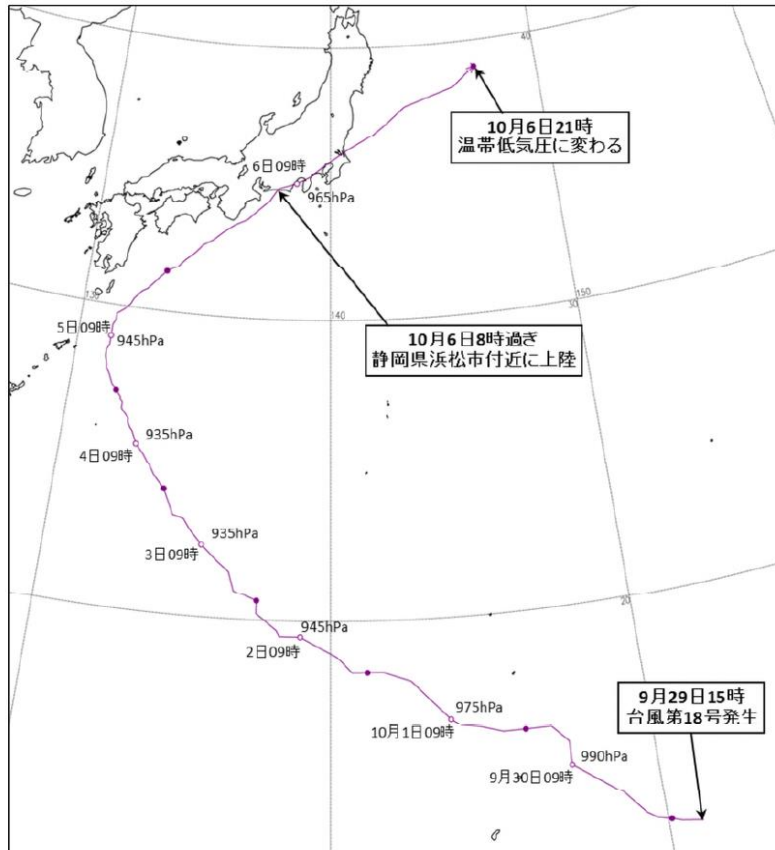 40
10月6日21時
温帯低気圧に変わる
6日09時
965hPa
130
140
30
150
5日09時
945hPa
10月6日8時過ぎ
静岡県浜松市付近に上陸
935hPa
4日09時
935hPa
3日09時
20
945hPa
2日09時
9月29日15時
台風第18号発生
975hPa
10月1日09時
990hPa
9月30日09時